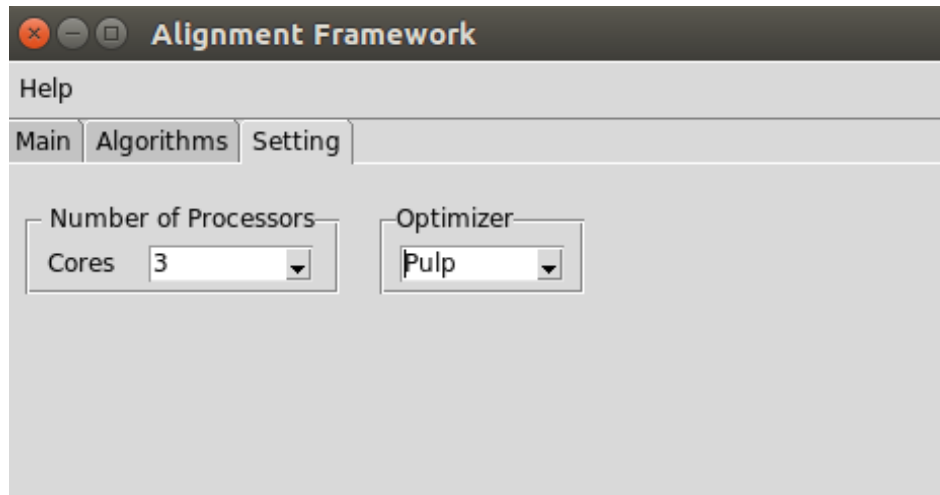 Alignment Framework
Help
Main Algorithms Setting
Number of Processors Optimizer
Cores 3 Pulp